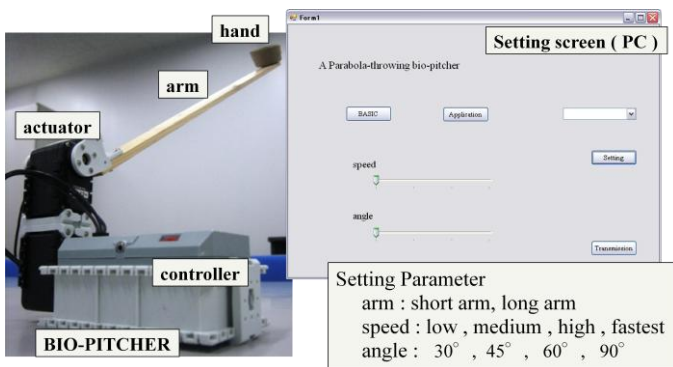 hand
arm
actuator
controller
BIO-PITCHER
Form1
Setting screen ( PC )
A Parabola-throwing bio-pitcher
BASIC
Application
Setting
speed
angle
Transmission
Setting Parameter
arm : short arm, long arm
speed : low , medium , high , fastest
angle : 30° , 45° , 60° , 90°